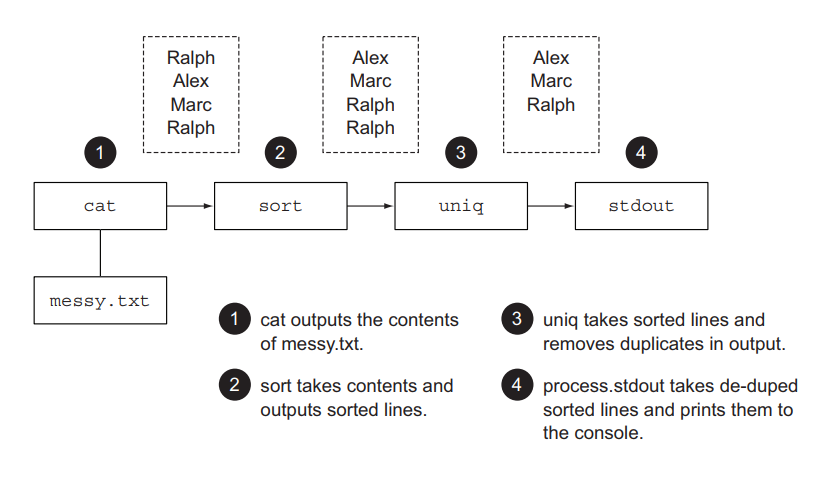 Ralph
Alex
Marc
Ralph
Alex
Marc
Ralph
Ralph
Alex
Marc
Ralph
1
2
3
4
cat
sort
uniq
stdout
messy.txt
1 cat outputs the contents
of messy.txt.
2 sort takes contents and
outputs sorted lines.
3 uniq takes sorted lines and
removes duplicates in output.
4 process.stdout takes de-duped
sorted lines and prints them to
the console.